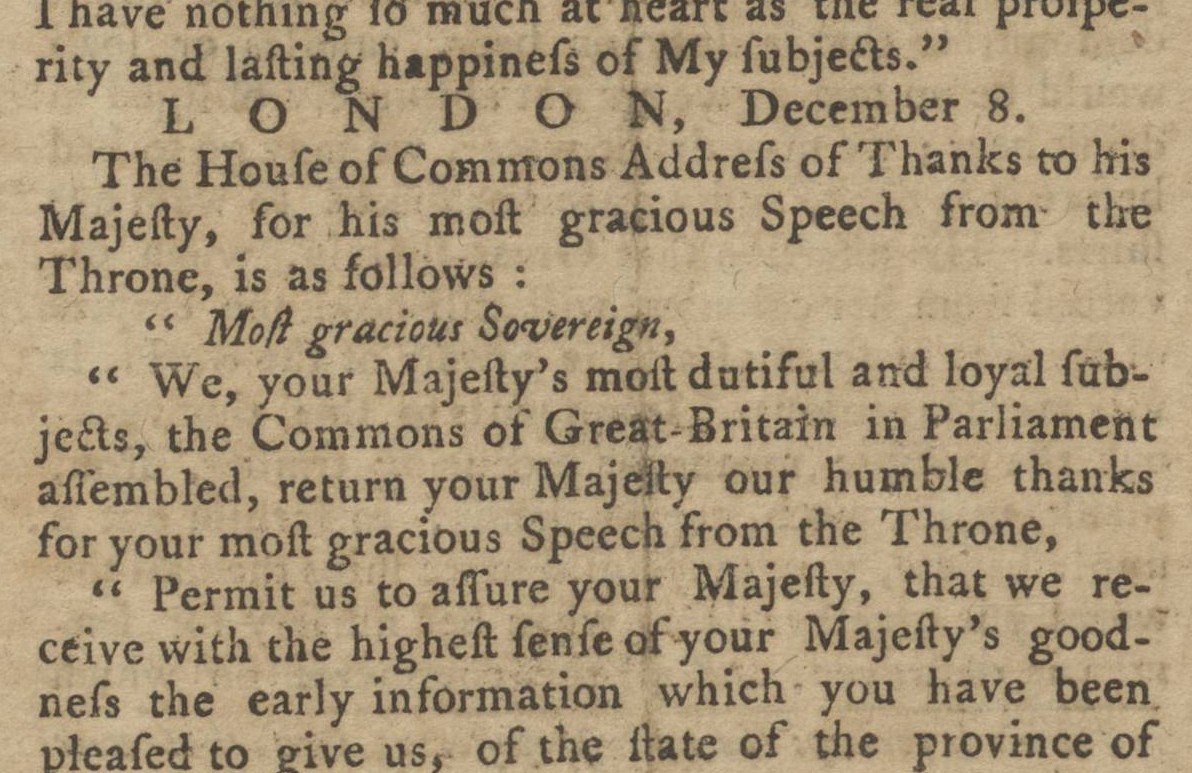 I have nothing ſo much at heart as the real proſpe-
rity and laſting happineſs of My ſubjects.”
L O N D O N, December 8.
The Houſe of Commons Addreſs of Thanks to his
Majeſty, for his moſt gracious Speech from the
Throne, is as follows :
“ Moſt gracious Sovereign,
“ We, your Majeſty’s moſt dutiful and loyal ſub-
jects, the Commons of Great-Britain in Parliament
aſſembled, return your Majeſty our humble thanks
for your moſt gracious Speech from the Throne,
“ Permit us to aſſure your Majeſty, that we re-
ceive with the higheſt ſenſe of your Majeſty’s good-
neſs the early information which you have been
pleaſed to give us, of the ſtate of the province of